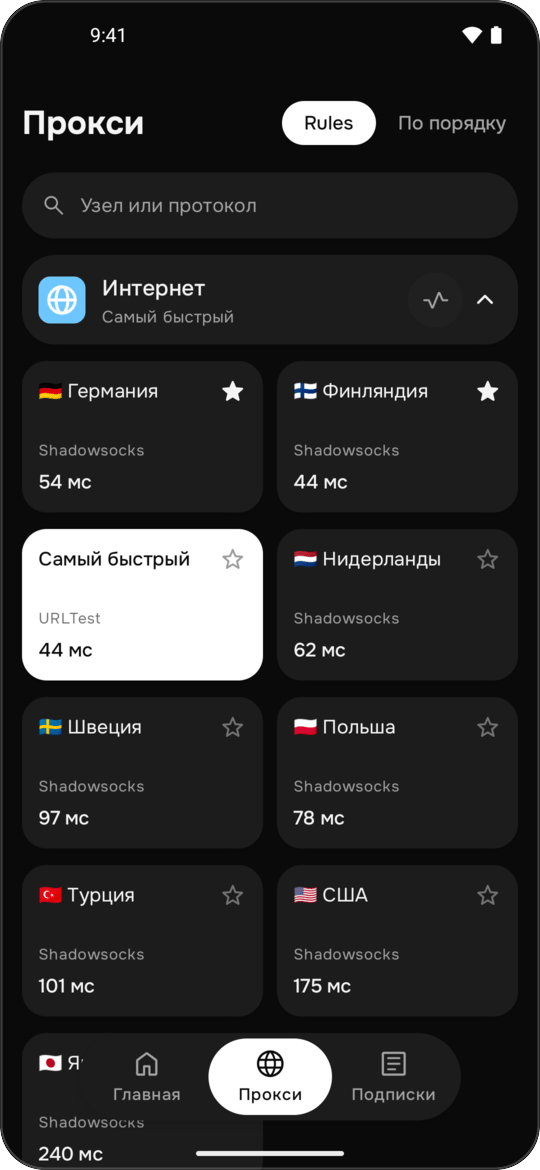 9:41
Прокси
Rules
По порядку
Узел или протокол
Интернет
Самый быстрый
Германия
Shadowsocks
54 мс
Финляндия
Shadowsocks
44 мс
Самый быстрый
URLTest
44 мс
Нидерланды
Shadowsocks
62 мс
Швеция
Shadowsocks
97 мс
Польша
Shadowsocks
78 мс
Турция
Shadowsocks
101 мс
США
Shadowsocks
175 мс
Shadowsocks
240 мс
Главная
Прокси
Подписки